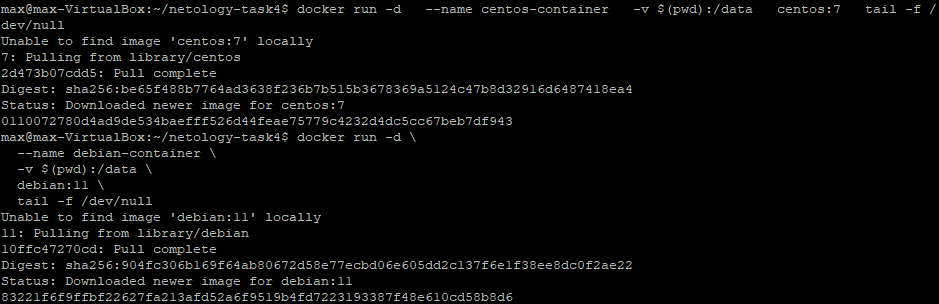 max@max-VirtualBox:~/netology-task4$ docker run -d   --name centos-container   -v $(pwd):/data   centos:7   tail -f /
dev/null
Unable to find image 'centos:7' locally
7: Pulling from library/centos
2d473b07cdd5: Pull complete
Digest: sha256:be65f488b7764ad3638f236b7b515b3678369a5124c47b8d32916d6487418ea4
Status: Downloaded newer image for centos:7
0110072780d4ad9de534baefff526d44feae75779c4232d4dc5cc67beb7df943
max@max-VirtualBox:~/netology-task4$ docker run -d \
  --name debian-container \
  -v $(pwd):/data \
  debian:11 \
  tail -f /dev/null
Unable to find image 'debian:11' locally
11: Pulling from library/debian
10ffc47270cd: Pull complete
Digest: sha256:904fc306b169f64ab80672d58e77ecbd06e605dd2c137f6e1f38ee8dc0f2ae22
Status: Downloaded newer image for debian:11
83221f6f9ffbf22627fa213afd52a6f9519b4fd7223193387f48e610cd58b8d6